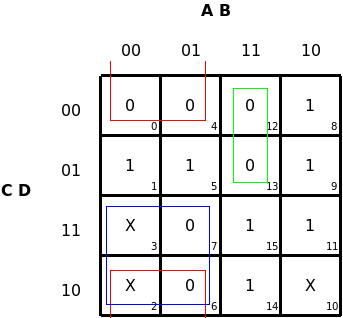 A B
00 01 11 10
00 0 0 0 1
0 4 12 8
01 1 1 0 1
1 5 13 9
C D
11 X 0 1 1
3 7 15 11
10 X 0 1 X
2 6 14 10